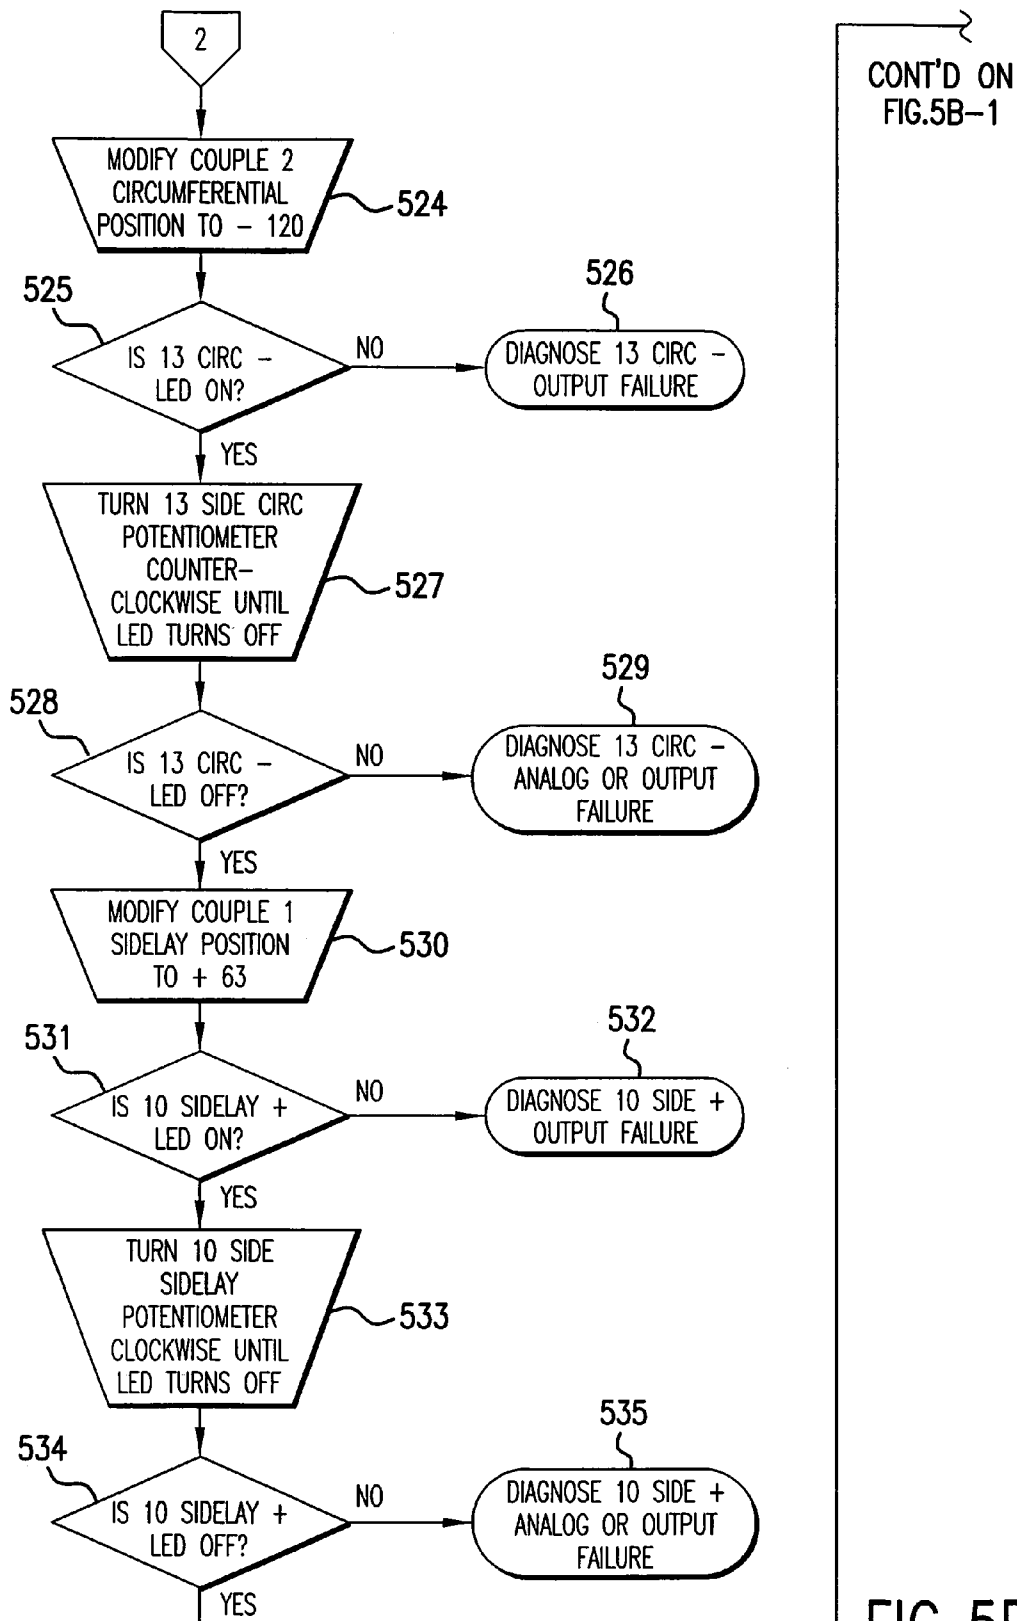 2
CONT'D ON
FIG.5B-1
MODIFY COUPLE 2
CIRCUMFERENTIAL
POSITION TO - 120
524
525
IS 13 CIRC -
LED ON?
NO
526
DIAGNOSE 13 CIRC -
OUTPUT FAILURE
YES
TURN 13 SIDE CIRC
POTENTIOMETER
COUNTER-
CLOCKWISE UNTIL
LED TURNS OFF
527
528
IS 13 CIRC -
LED OFF?
NO
529
DIAGNOSE 13 CIRC -
ANALOG OR OUTPUT
FAILURE
YES
MODIFY COUPLE 1
SIDELAY POSITION
TO + 63
530
531
IS 10 SIDELAY +
LED ON?
NO
532
DIAGNOSE 10 SIDE +
OUTPUT FAILURE
YES
TURN 10 SIDE
SIDELAY
POTENTIOMETER
CLOCKWISE UNTIL
LED TURNS OFF
533
534
IS 10 SIDELAY +
LED OFF?
NO
535
DIAGNOSE 10 SIDE +
ANALOG OR OUTPUT
FAILURE
YES